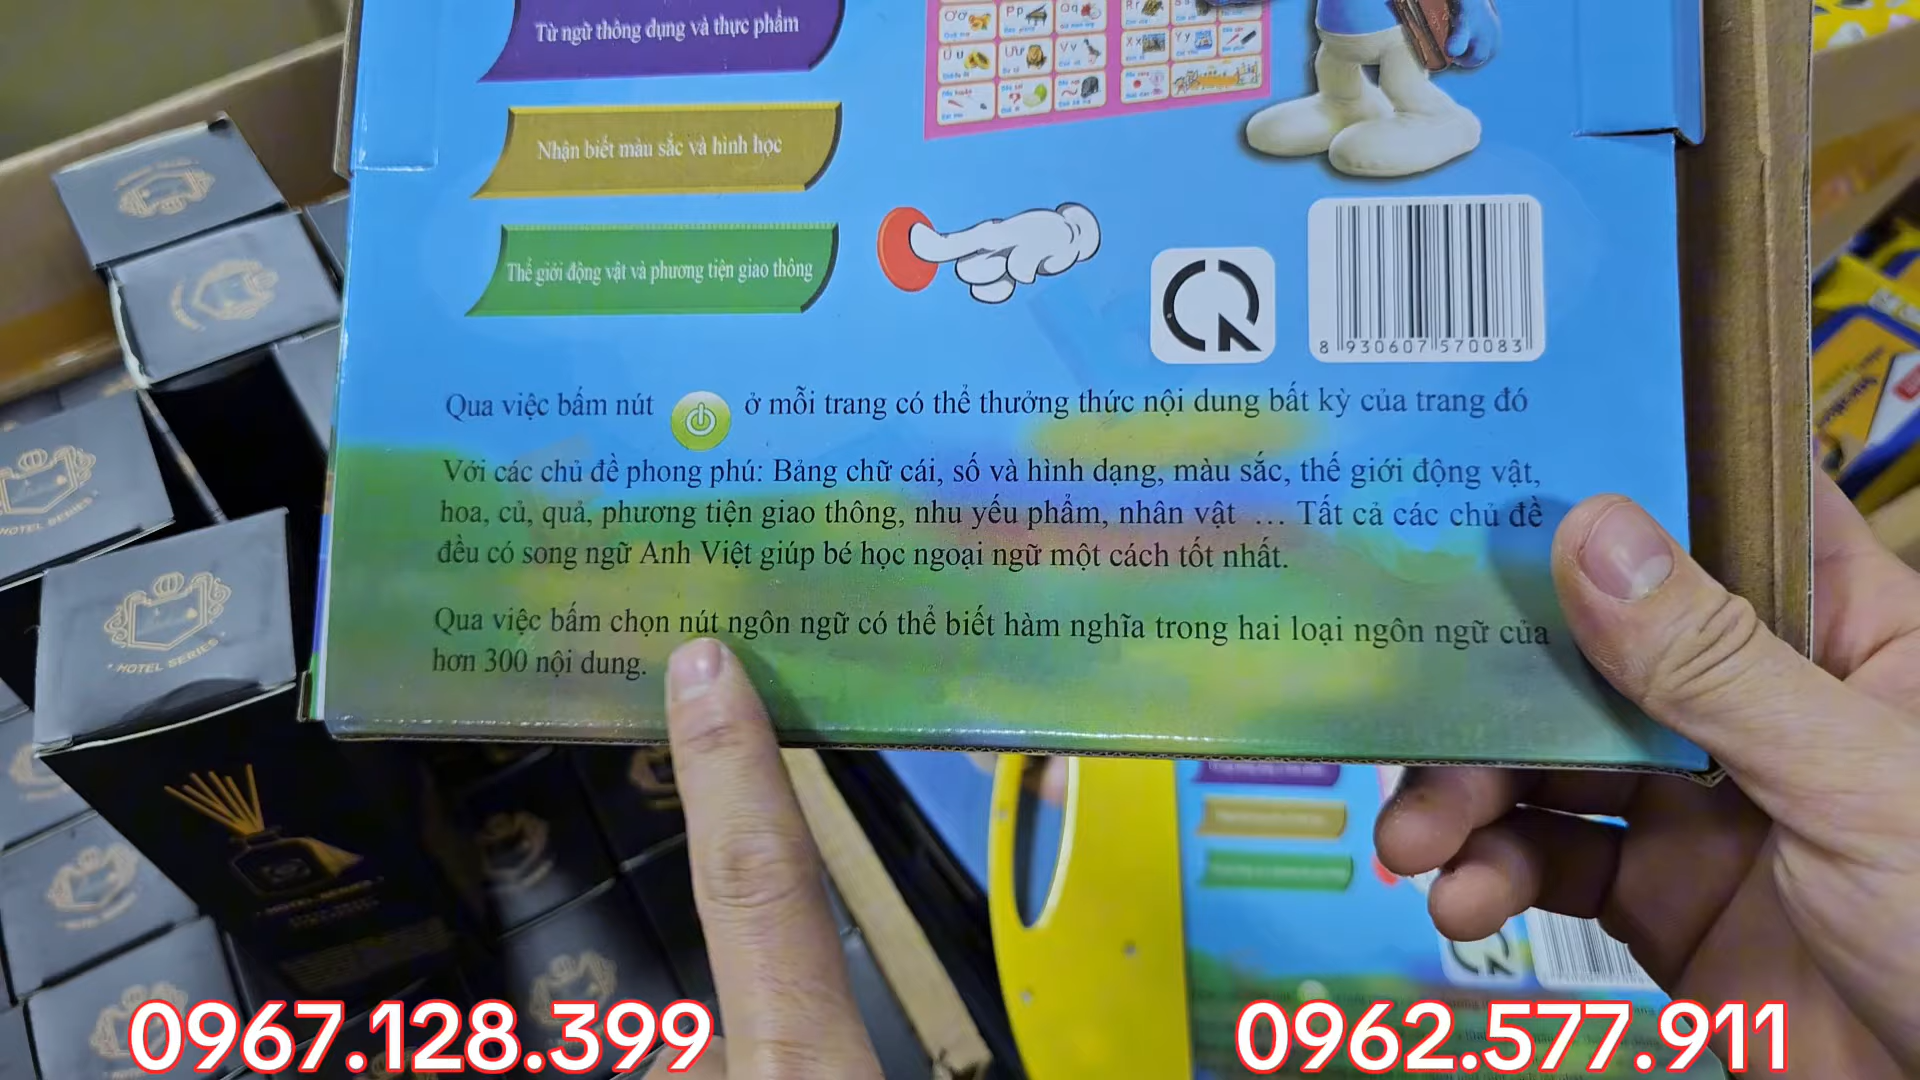 Từ ngữ thông dụng và thực phẩm
Nhận biết màu sắc và hình học
Thế giới động vật và phương tiện giao thông
8 930607 570083
Qua việc bấm nút ở mỗi trang có thể thưởng thức nội dung bất kỳ của trang đó
Với các chủ đề phong phú: Bảng chữ cái, số và hình dạng, màu sắc, thế giới động vật,
hoa, củ, quả, phương tiện giao thông, nhu yếu phẩm, nhân vật ... Tất cả các chủ đề
đều có song ngữ Anh Việt giúp bé học ngoại ngữ một cách tốt nhất.
Qua việc bấm chọn nút ngôn ngữ có thể biết hàm nghĩa trong hai loại ngôn ngữ của
hơn 300 nội dung.
HOTEL SERIES
HOTEL SERIES
0967.128.399
0962.577.911